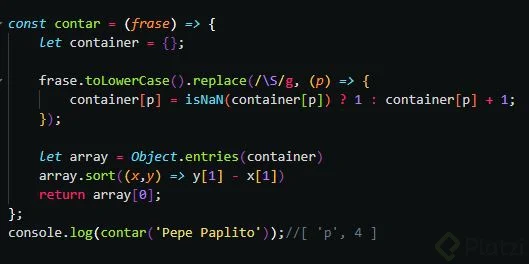 const contar = (frase) => {
    let container = {};

    frase.toLowerCase().replace(/\S/g, (p) => {
        container[p] = isNaN(container[p]) ? 1 : container[p] + 1;
    });

    let array = Object.entries(container)
    array.sort((x,y) => y[1] - x[1])
    return array[0];
};
console.log(contar('Pepe Paplito'));//[ 'p', 4 ]
Platzi